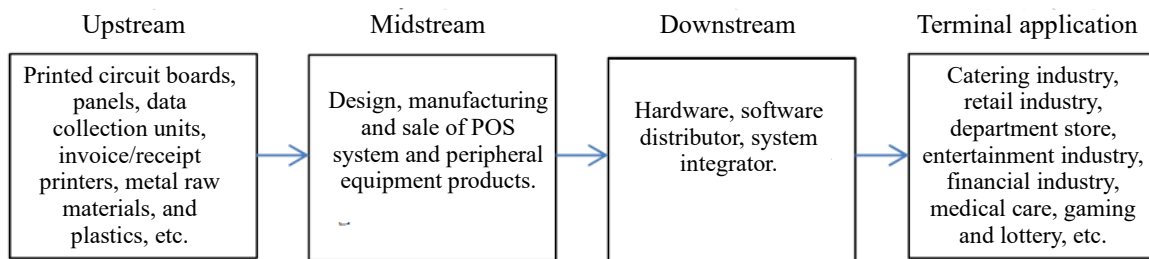 Upstream
Midstream
Downstream
Terminal application
Printed circuit boards,
panels, data
collection units,
invoice/receipt
printers, metal raw
materials, and
plastics, etc.
Design, manufacturing
and sale of POS
system and peripheral
equipment products.
Hardware, software
distributor, system
integrator.
Catering industry,
retail industry,
department store,
entertainment industry,
financial industry,
medical care, gaming
and lottery, etc.